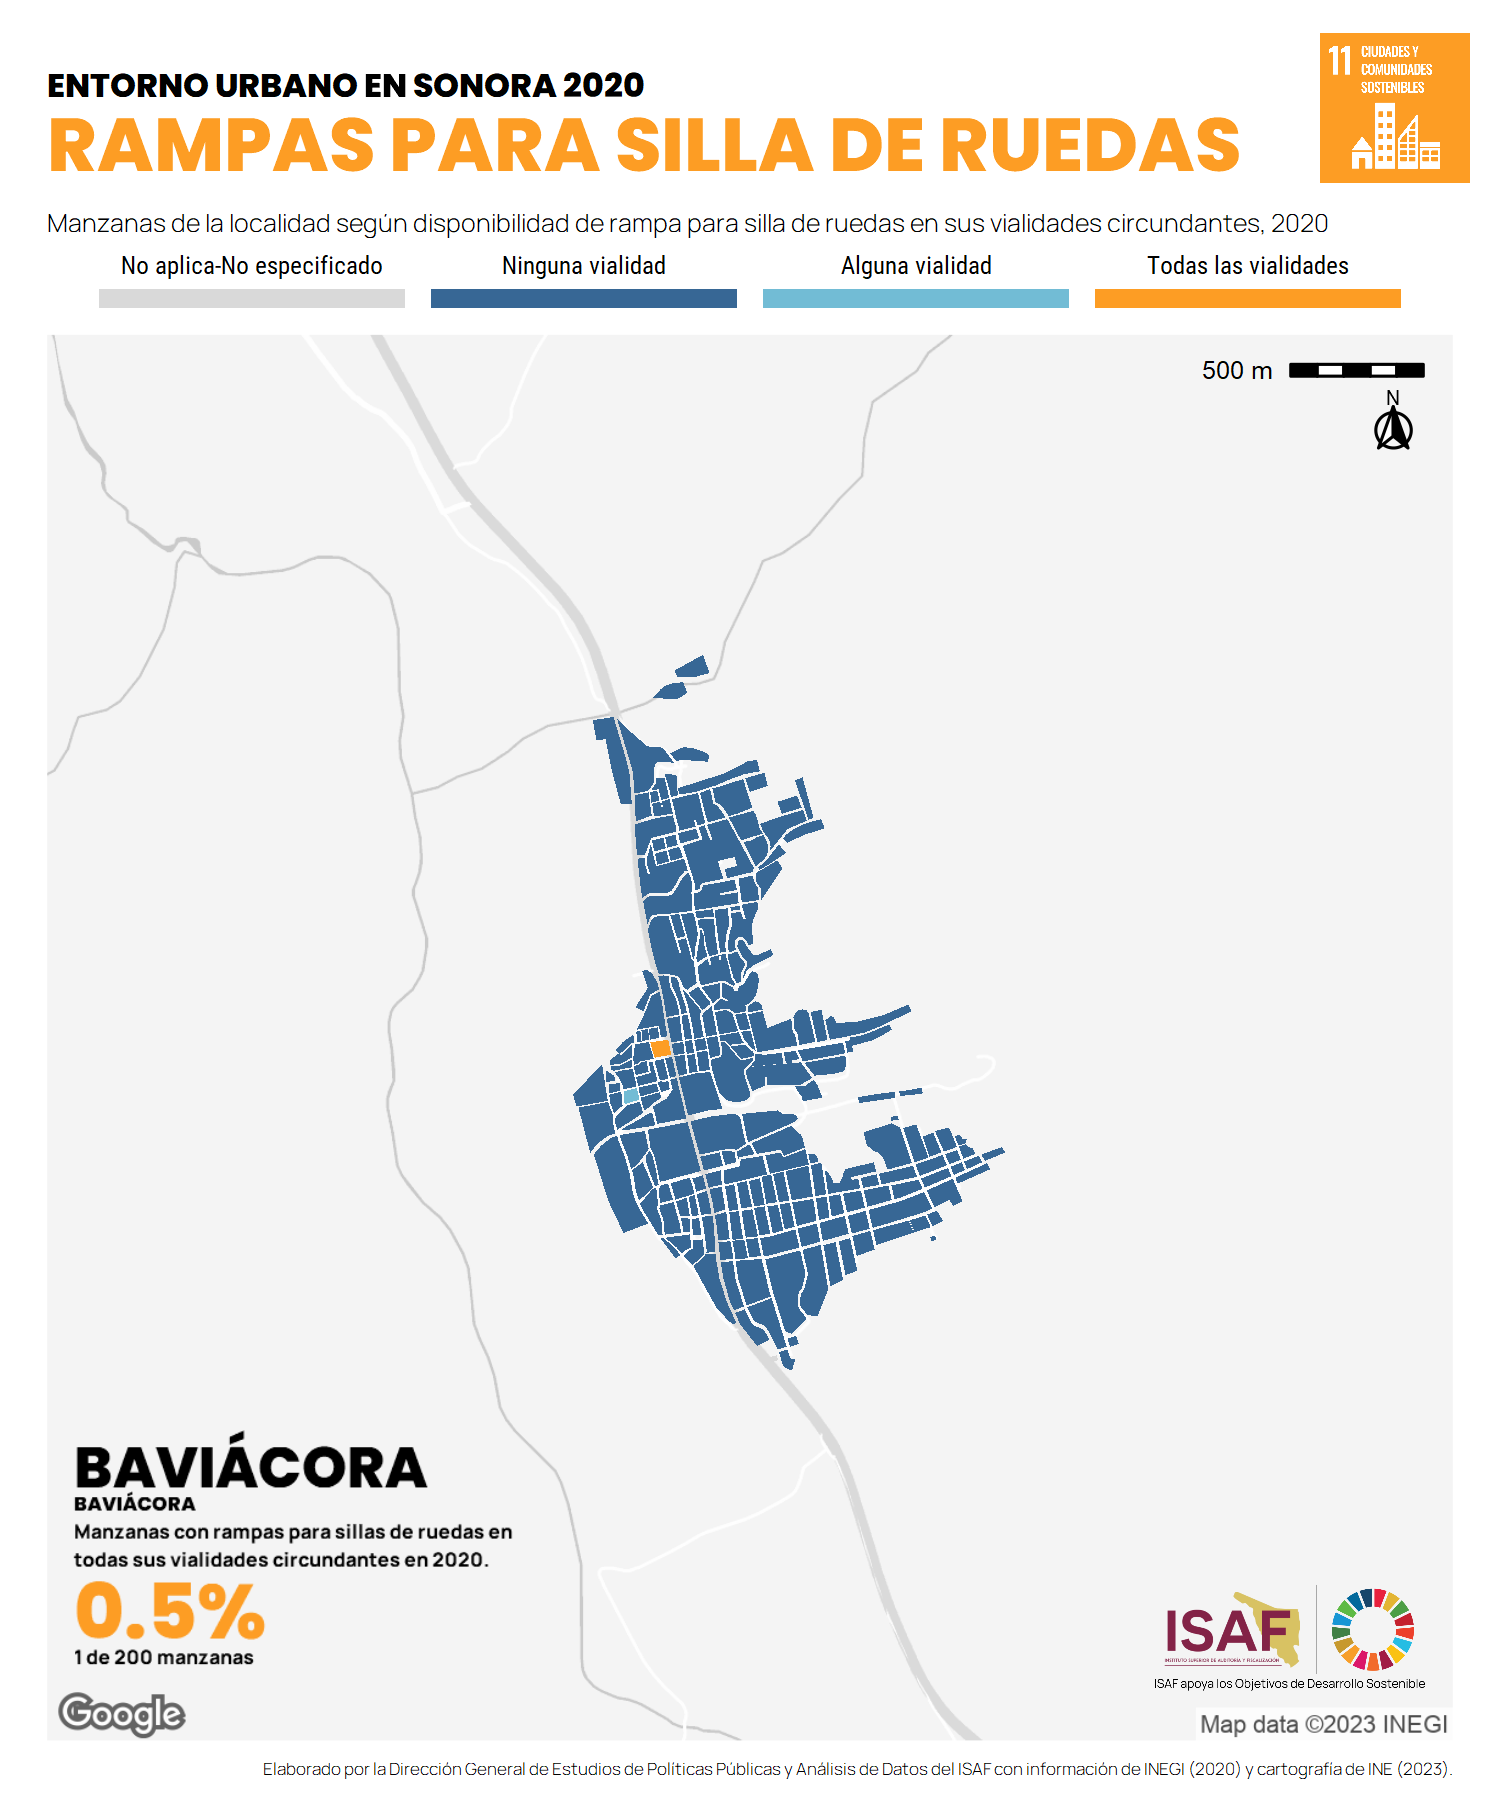 ENTORNO URBANO EN SONORA 2020
RAMPAS PARA SILLA DE RUEDAS
11 CIUDADES Y
COMUNIDADES
SOSTENIBLES
Manzanas de la localidad según disponibilidad de rampa para silla de ruedas en sus vialidades circundantes, 2020
No aplica-No especificado Ninguna vialidad Alguna vialidad Todas las vialidades
500 m
N
BAVIÁCORA
BAVIÁCORA
Manzanas con rampas para sillas de ruedas en
todas sus vialidades circundantes en 2020.
0.5%
1 de 200 manzanas
Google
ISAF
INSTITUTO SUPERIOR DE AUDITORÍA Y FISCALIZACIÓN
ISAF apoya los Objetivos de Desarrollo Sostenible
Map data ©2023 INEGI
Elaborado por la Dirección General de Estudios de Políticas Públicas y Análisis de Datos del ISAF con información de INEGI (2020) y cartografía de INE (2023).